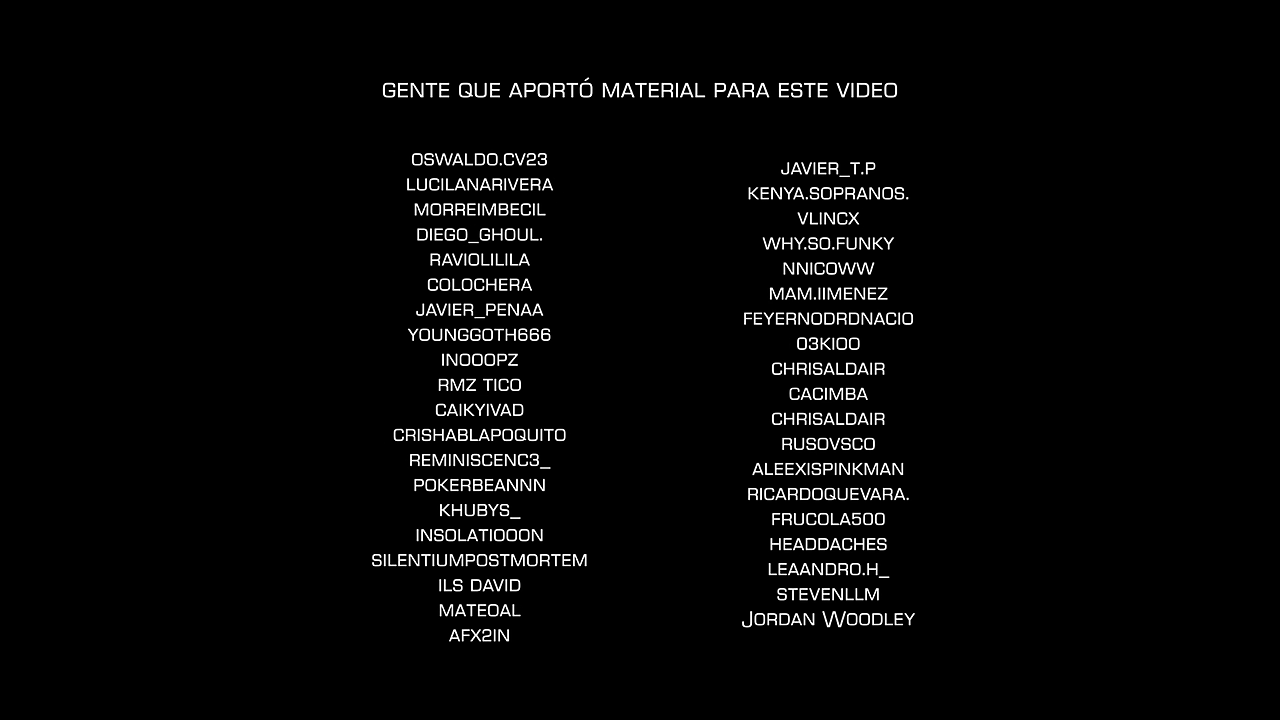 GENTE QUE APORTÓ MATERIAL PARA ESTE VIDEO
OSWALDO.CV23
LUCILANARIVERA
MORREIMBECIL
DIEGO_GHOUL.
RAVIOLILILA
COLOCHERA
JAVIER_PENAA
YOUNGGOTH666
INOOOPZ
RMZ TICO
CAIKYIVAD
CRISHABLAPOQUITO
REMINISCENC3_
POKERBEANNN
KHUBYS_
INSOLATIOOON
SILENTIUMPOSTMORTEM
ILS DAVID
MATEOAL
AFX2IN
JAVIER_T.P
KENYA.SOPRANOS.
VLINCX
WHY.SO.FUNKY
NNICOWW
MAM.IIMENEZ
FEYERNODRDNACIO
03KIOO
CHRISALDAIR
CACIMBA
CHRISALDAIR
RUSOVSCO
ALEEXISPINKMAN
RICARDOQUEVARA.
FRUCOLA500
HEADDACHES
LEAANDRO.H_
STEVENLLM
JORDAN WOODLEY